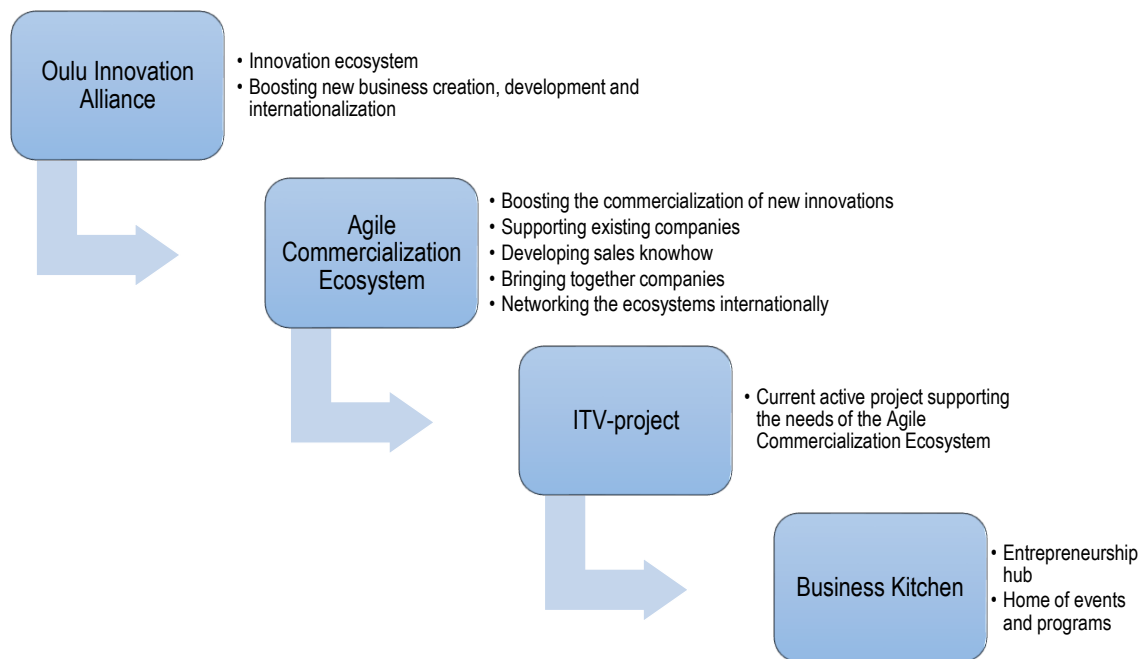 Oulu Innovation
Alliance
• Innovation ecosystem
• Boosting new business creation, development and
internationalization
Agile
Commercialization
Ecosystem
• Boosting the commercialization of new innovations
• Supporting existing companies
• Developing sales knowhow
• Bringing together companies
• Networking the ecosystems internationally
ITV-project
• Current active project supporting
the needs of the Agile
Commercialization Ecosystem
Business Kitchen
• Entrepreneurship
hub
• Home of events
and programs